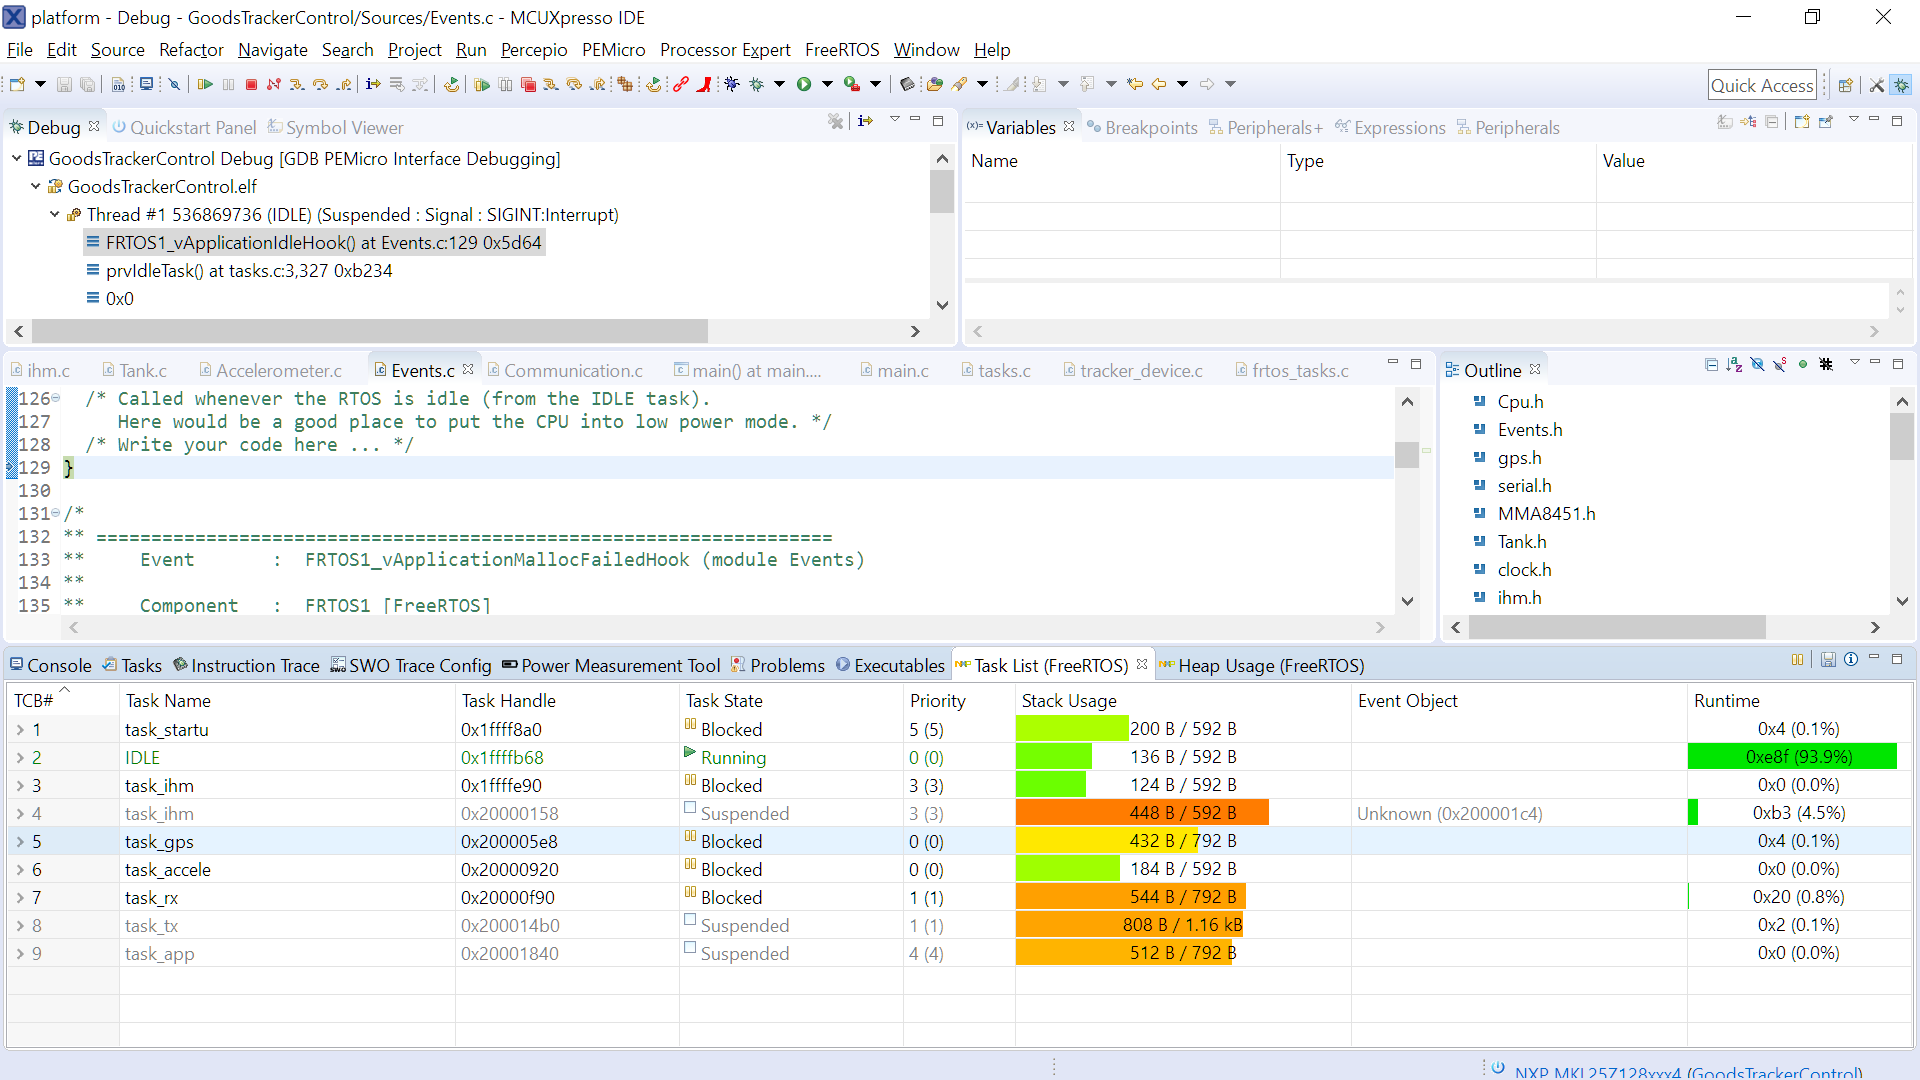 platform - Debug - GoodsTrackerControl/Sources/Events.c - MCUXpresso IDE
File Edit Source Refactor Navigate Search Project Run Percepio PEMicro Processor Expert FreeRTOS Window Help
Quick Access
Debug Quickstart Panel Symbol Viewer
GoodsTrackerControl Debug [GDB PEMicro Interface Debugging]
GoodsTrackerControl.elf
Thread #1 536869736 (IDLE) (Suspended : Signal : SIGINT:Interrupt)
FRTOS1_vApplicationIdleHook() at Events.c:129 0x5d64
prvIdleTask() at tasks.c:3,327 0xb234
0x0
(x)= Variables Breakpoints Peripherals+ Expressions Peripherals
Name Type Value
ihm.c Tank.c Accelerometer.c Events.c Communication.c main() at main.... main.c tasks.c tracker_device.c frtos_tasks.c
126 /* Called whenever the RTOS is idle (from the IDLE task).
127 Here would be a good place to put the CPU into low power mode. */
128 /* Write your code here ... */
129 }
130
131 /*
132 ** ===================================================================
133 ** Event : FRTOS1_vApplicationMallocFailedHook (module Events)
134 **
135 ** Component : FRTOS1 [FreeRTOS]
Outline
Cpu.h
Events.h
gps.h
serial.h
MMA8451.h
Tank.h
clock.h
ihm.h
Console Tasks Instruction Trace SWO Trace Config Power Measurement Tool Problems Executables Task List (FreeRTOS) Heap Usage (FreeRTOS)
TCB# Task Name Task Handle Task State Priority Stack Usage Event Object Runtime
1 task_startu 0x1ffff8a0 Blocked 5 (5) 200 B / 592 B 0x4 (0.1%)
2 IDLE 0x1ffffb68 Running 0 (0) 136 B / 592 B 0xe8f (93.9%)
3 task_ihm 0x1ffffe90 Blocked 3 (3) 124 B / 592 B 0x0 (0.0%)
4 task_ihm 0x20000158 Suspended 3 (3) 448 B / 592 B Unknown (0x200001c4) 0xb3 (4.5%)
5 task_gps 0x200005e8 Blocked 0 (0) 432 B / 792 B 0x4 (0.1%)
6 task_accele 0x20000920 Blocked 0 (0) 184 B / 592 B 0x0 (0.0%)
7 task_rx 0x20000f90 Blocked 1 (1) 544 B / 792 B 0x20 (0.8%)
8 task_tx 0x200014b0 Suspended 1 (1) 808 B / 1.16 kB 0x2 (0.1%)
9 task_app 0x20001840 Suspended 4 (4) 512 B / 792 B 0x0 (0.0%)
NXP MKL25Z128xxx4 (GoodsTrackerControl)